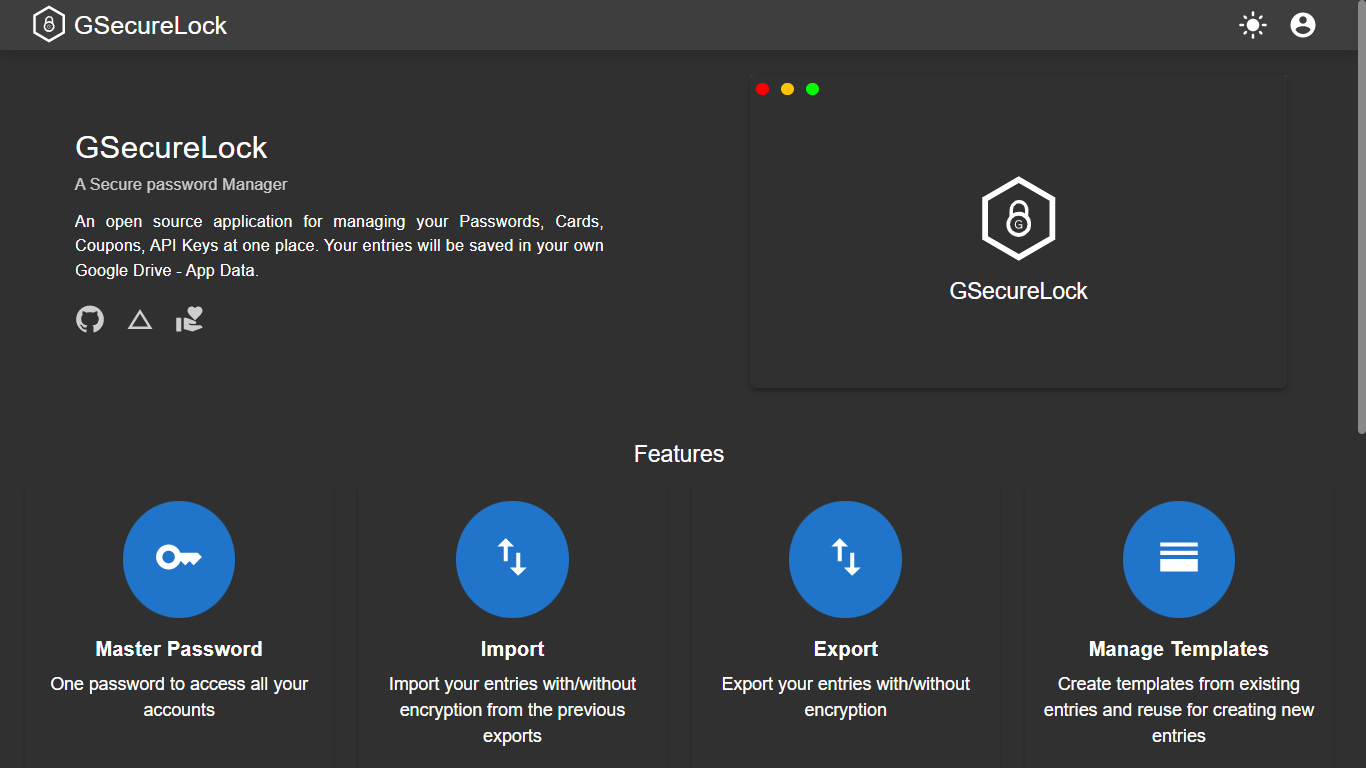 GSecureLock
GSecureLock
A Secure password Manager
An open source application for managing your Passwords, Cards,
Coupons, API Keys at one place. Your entries will be saved in your own
Google Drive - App Data.
G
GSecureLock
Features
Master Password
One password to access all your
accounts
Import
Import your entries with/without
encryption from the previous
exports
Export
Export your entries with/without
encryption
Manage Templates
Create templates from existing
entries and reuse for creating new
entries